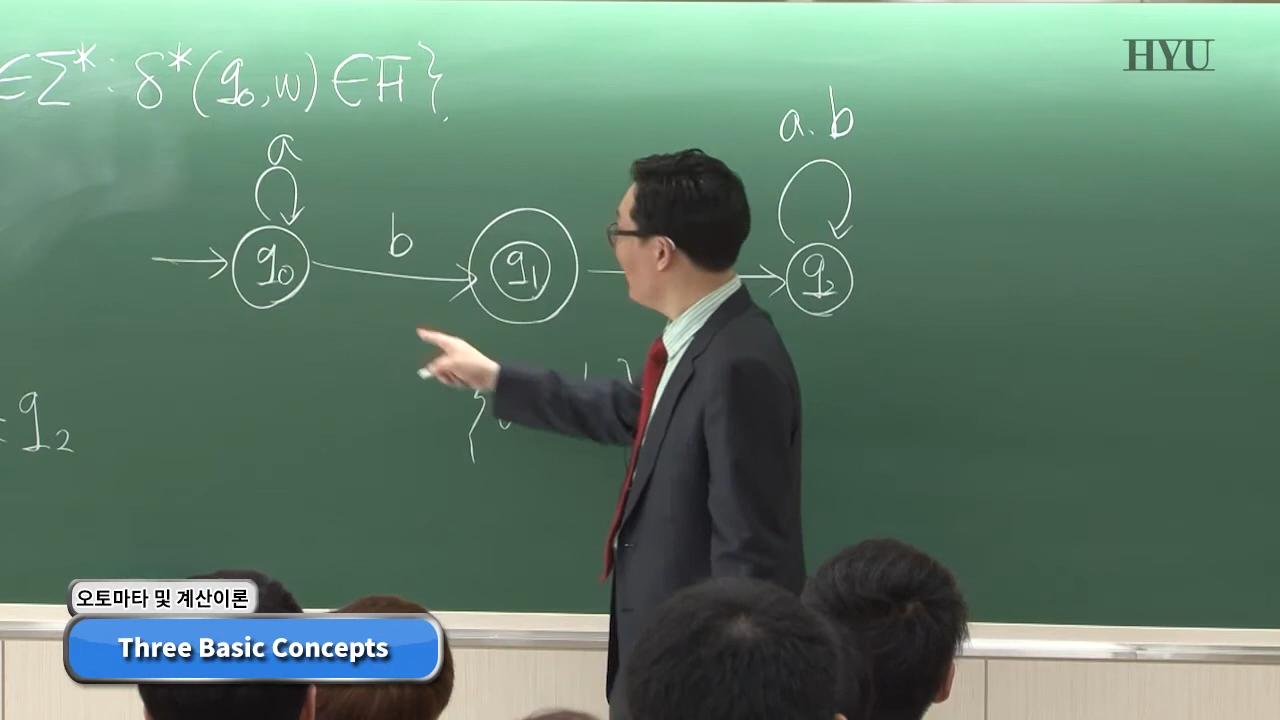 ∈Σ* : δ*(q₀, w) ∈ F }
HYU
a
a. b
b
q₀
q₁
q₂
= q₂
오토마타 및 계산이론
Three Basic Concepts